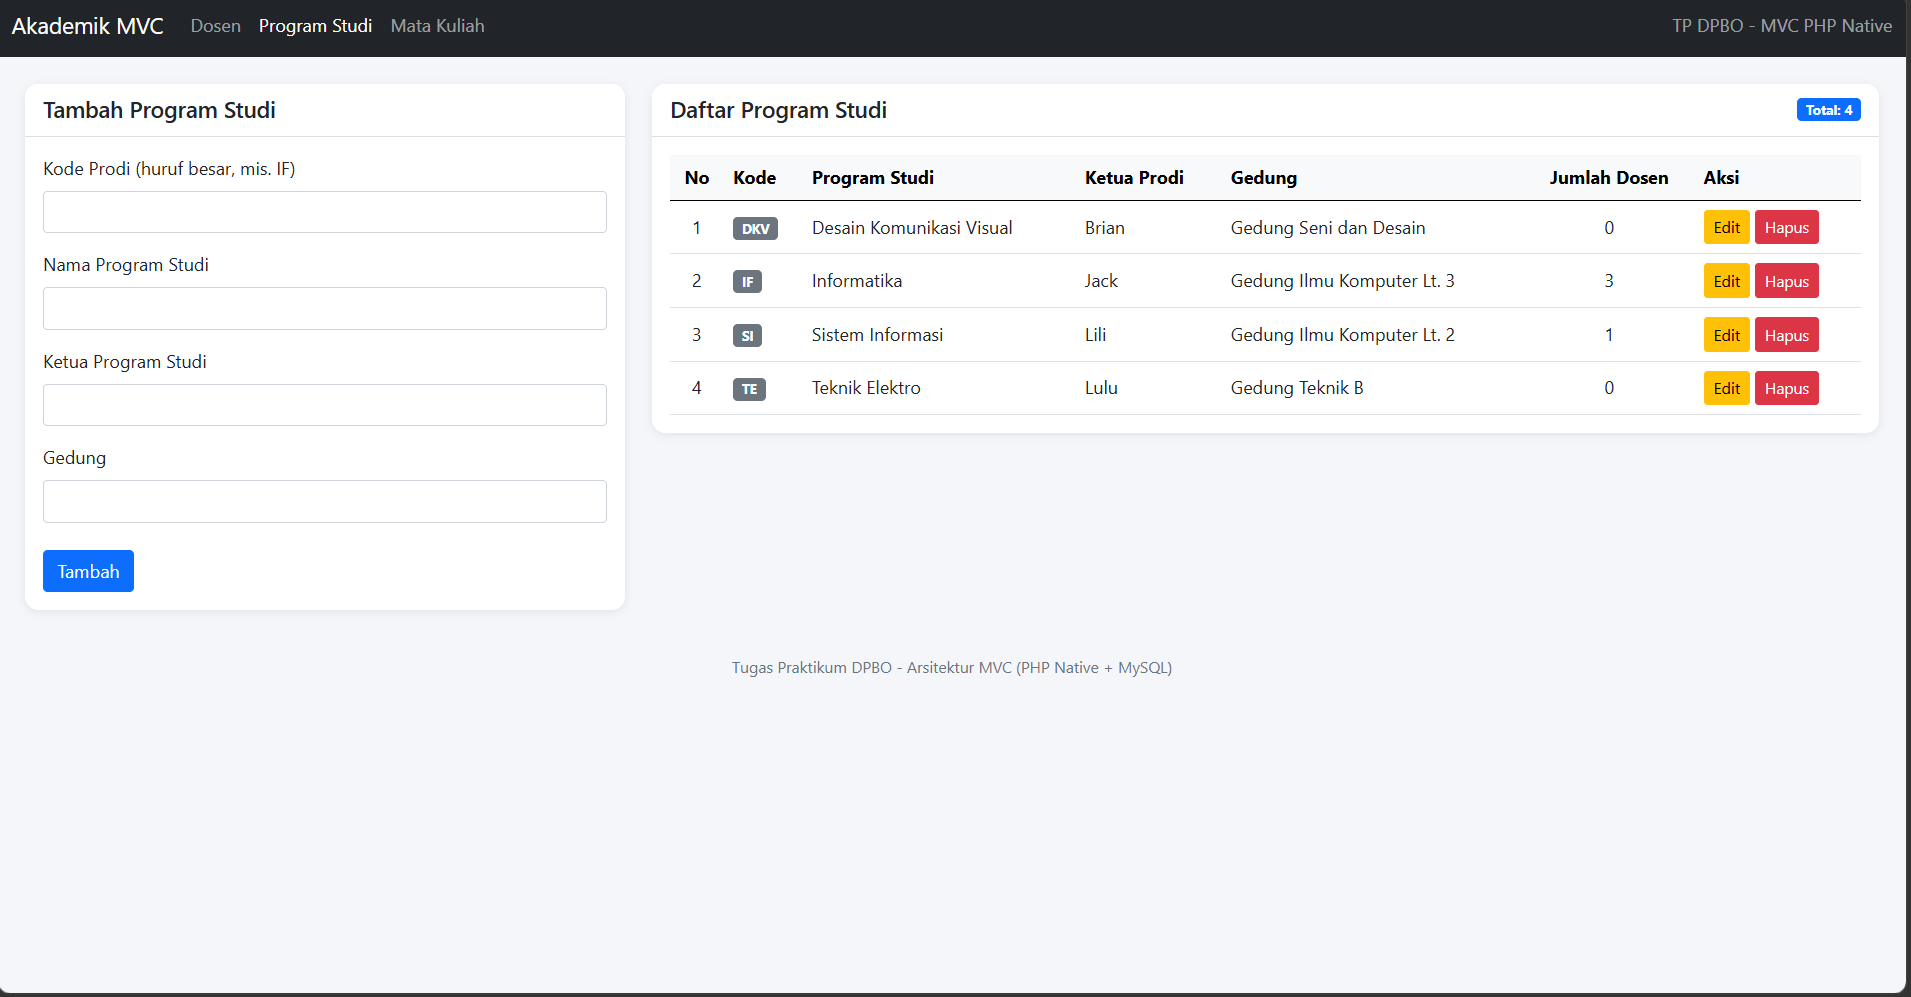 Akademik MVC Dosen Program Studi Mata Kuliah TP DPBO - MVC PHP Native
Tambah Program Studi
Kode Prodi (huruf besar, mis. IF)
Nama Program Studi
Ketua Program Studi
Gedung
Tambah
Daftar Program Studi Total: 4
No Kode Program Studi Ketua Prodi Gedung Jumlah Dosen Aksi
1 DKV Desain Komunikasi Visual Brian Gedung Seni dan Desain 0 Edit Hapus
2 IF Informatika Jack Gedung Ilmu Komputer Lt. 3 3 Edit Hapus
3 SI Sistem Informasi Lili Gedung Ilmu Komputer Lt. 2 1 Edit Hapus
4 TE Teknik Elektro Lulu Gedung Teknik B 0 Edit Hapus
Tugas Praktikum DPBO - Arsitektur MVC (PHP Native + MySQL)